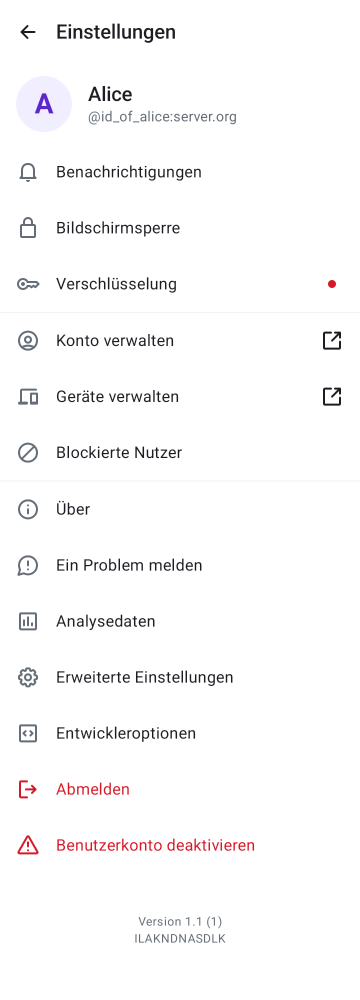 Einstellungen
A
Alice
@id_of_alice:server.org
Benachrichtigungen
Bildschirmsperre
Verschlüsselung
Konto verwalten
Geräte verwalten
Blockierte Nutzer
Über
Ein Problem melden
Analysedaten
Erweiterte Einstellungen
Entwickleroptionen
Abmelden
Benutzerkonto deaktivieren
Version 1.1 (1)
ILAKNDNASDLK